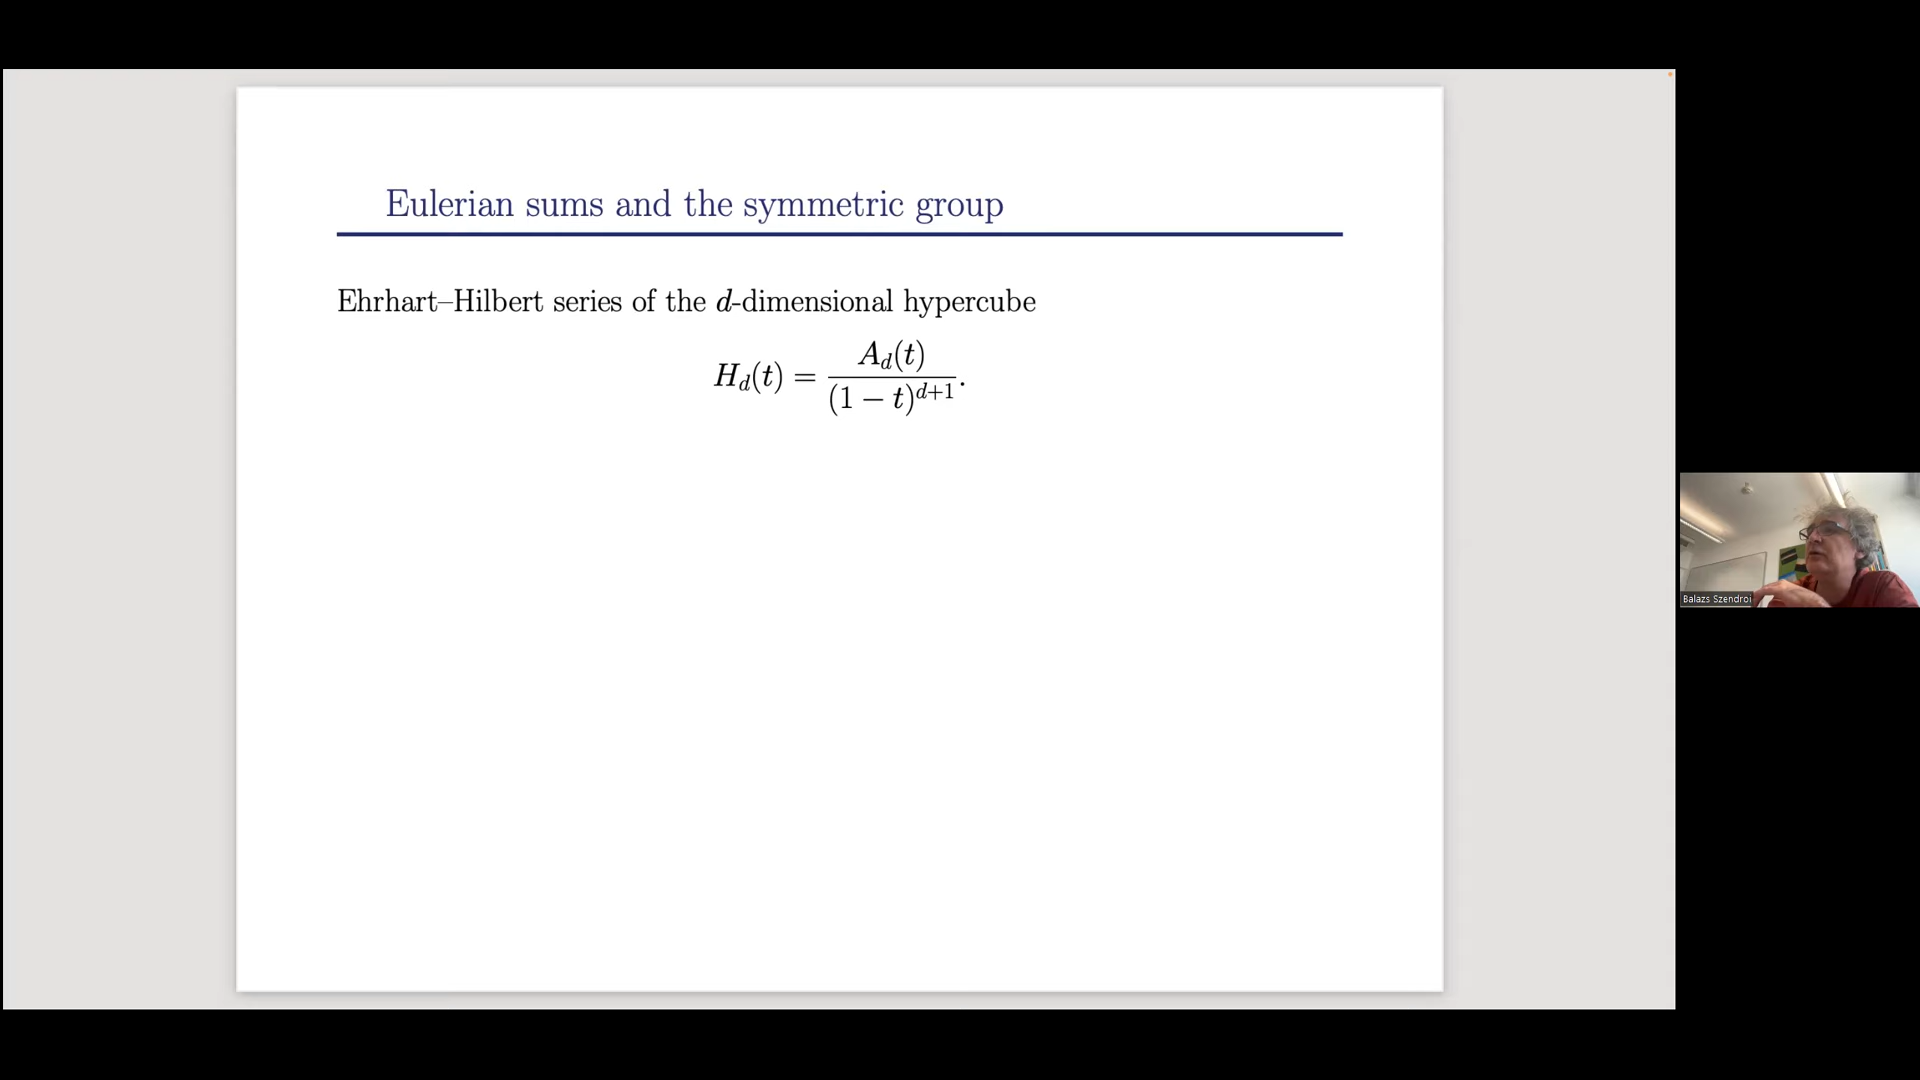 Eulerian sums and the symmetric group
Ehrhart–Hilbert series of the d-dimensional hypercube
H_d(t) = \frac{A_d(t)}{(1 − t)^{d+1}}.
Balazs Szendroi